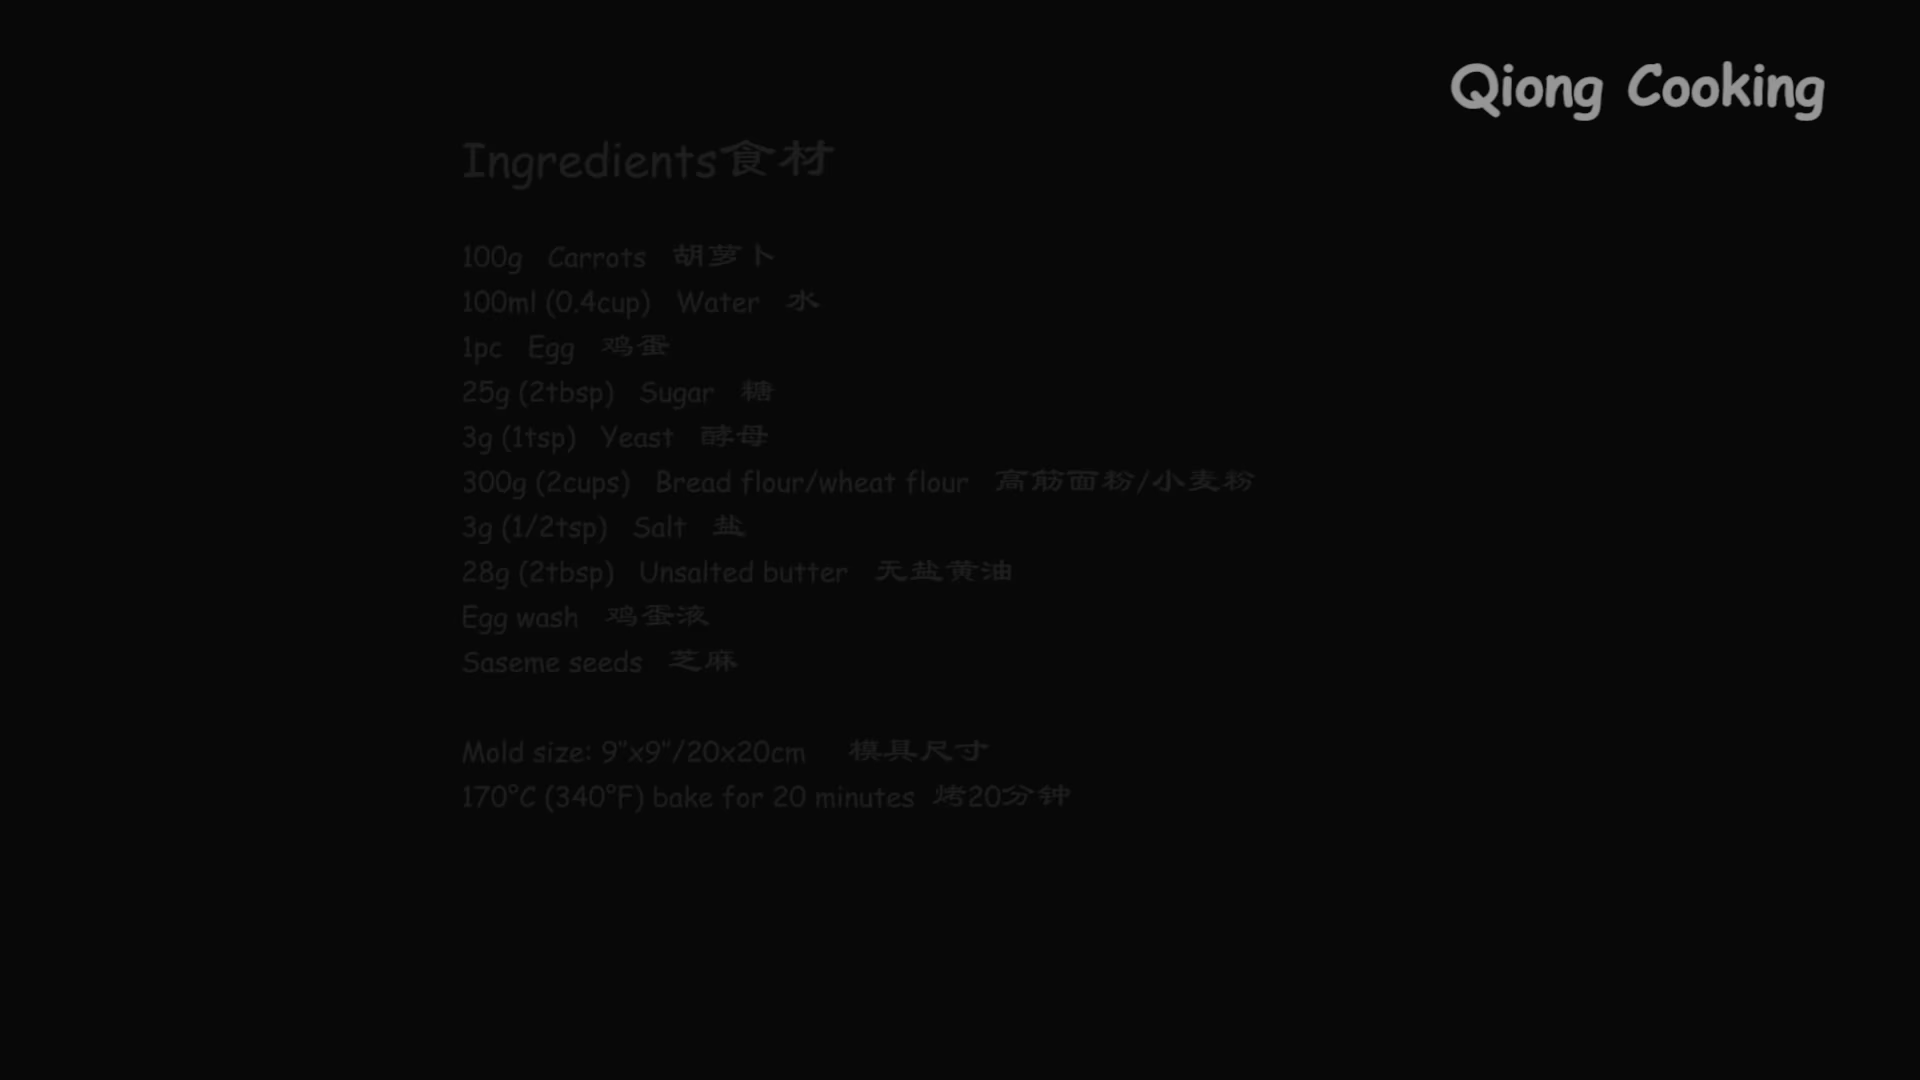 Qiong Cooking
Ingredients食材
100g Carrots 胡萝卜
100ml (0.4cup) Water 水
1pc Egg 鸡蛋
25g (2tbsp) Sugar 糖
3g (1tsp) Yeast 酵母
300g (2cups) Bread flour/wheat flour 高筋面粉/小麦粉
3g (1/2tsp) Salt 盐
28g (2tbsp) Unsalted butter 无盐黄油
Egg wash 鸡蛋液
Saseme seeds 芝麻
Mold size: 9"x9"/20x20cm 模具尺寸
170°C (340°F) bake for 20 minutes 烤20分钟